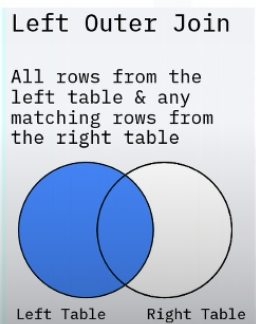 Left Outer Join
All rows from the
left table & any
matching rows from
the right table
Left Table
Right Table